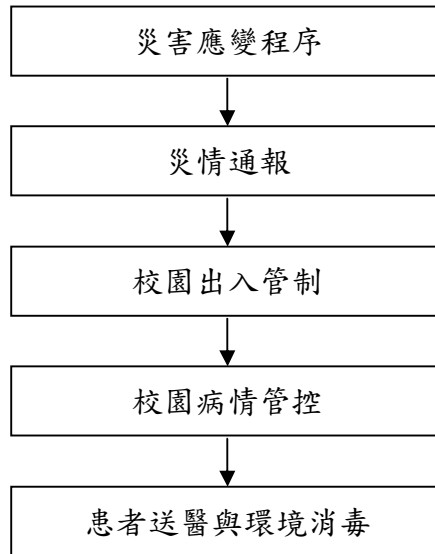 災害應變程序
災情通報
校園出入管制
校園病情管控
患者送醫與環境消毒